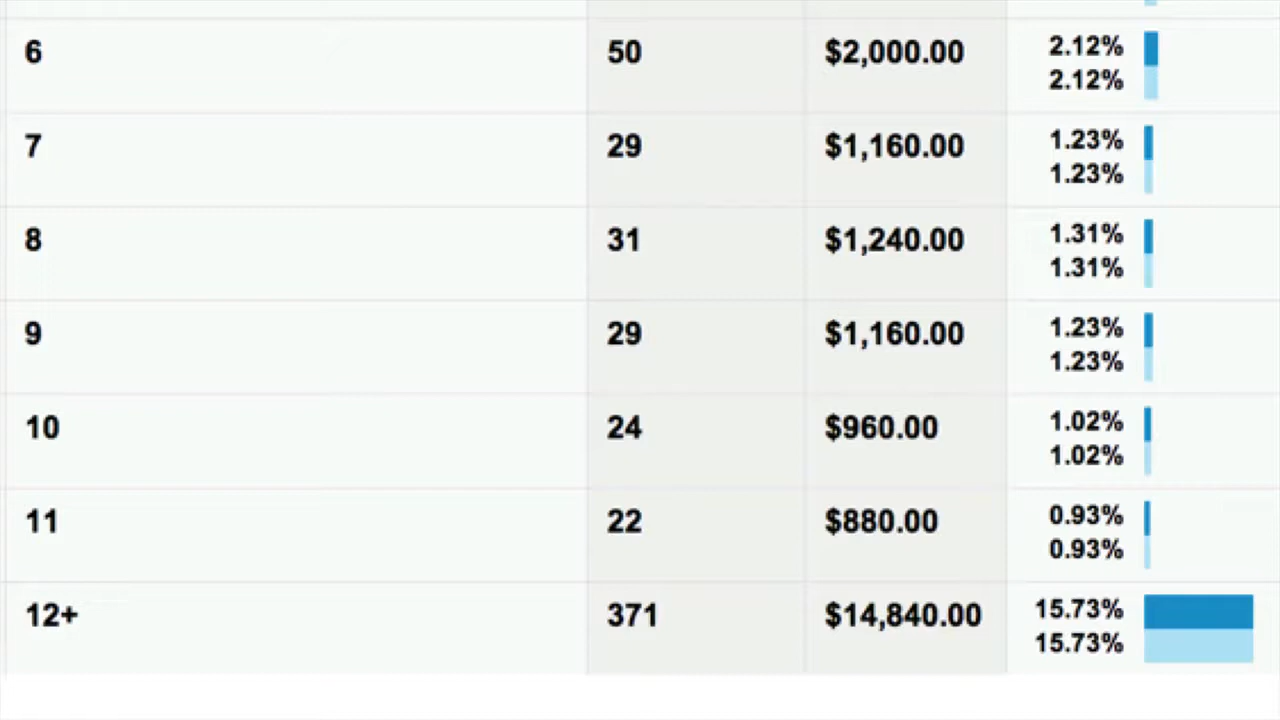 6 50 $2,000.00 2.12%
2.12%
7 29 $1,160.00 1.23%
1.23%
8 31 $1,240.00 1.31%
1.31%
9 29 $1,160.00 1.23%
1.23%
10 24 $960.00 1.02%
1.02%
11 22 $880.00 0.93%
0.93%
12+ 371 $14,840.00 15.73%
15.73%